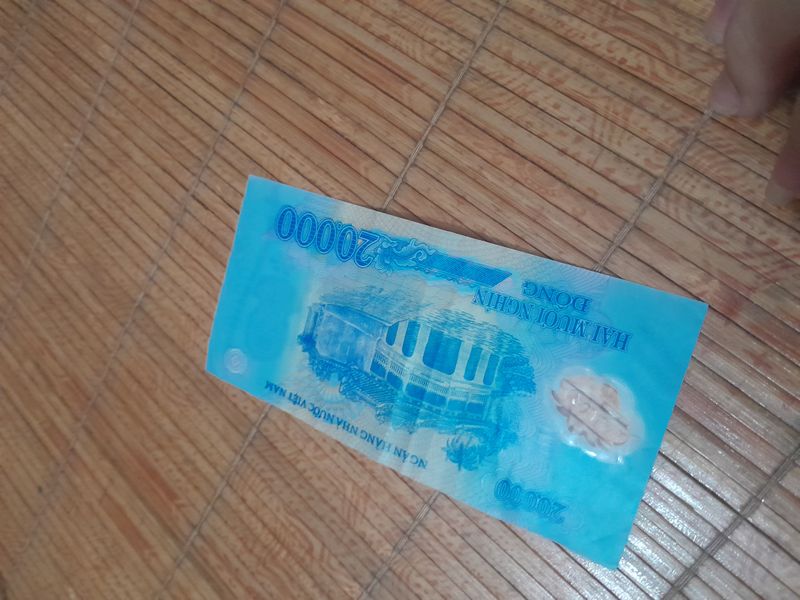 NGÂN HÀNG NHÀ NƯỚC VIỆT NAM
20000
HAI MƯƠI NGHÌN
ĐỒNG
20000